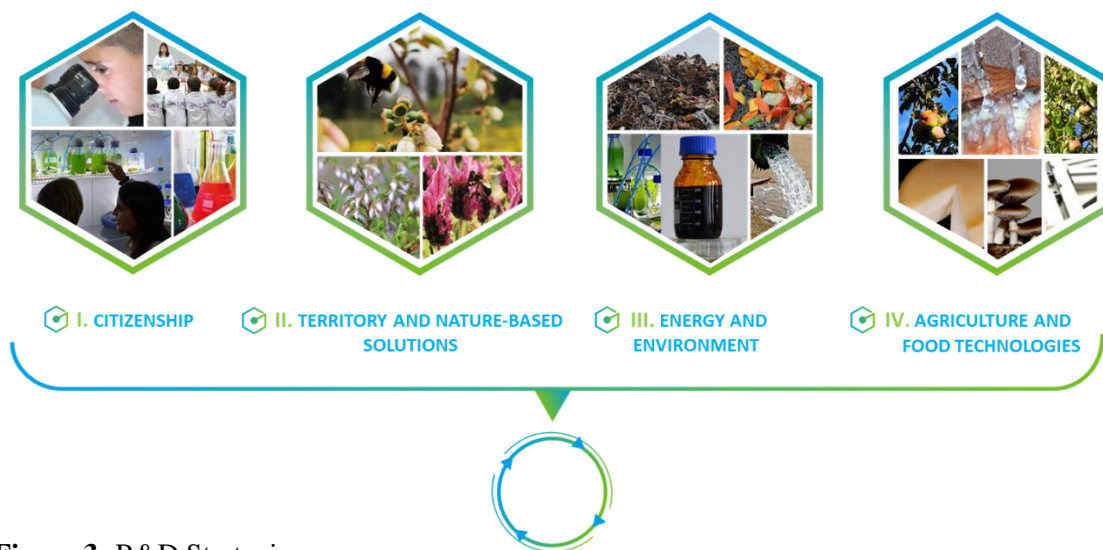 I. CITIZENSHIP
II. TERRITORY AND NATURE-BASED
SOLUTIONS
III. ENERGY AND
ENVIRONMENT
IV. AGRICULTURE AND
FOOD TECHNOLOGIES